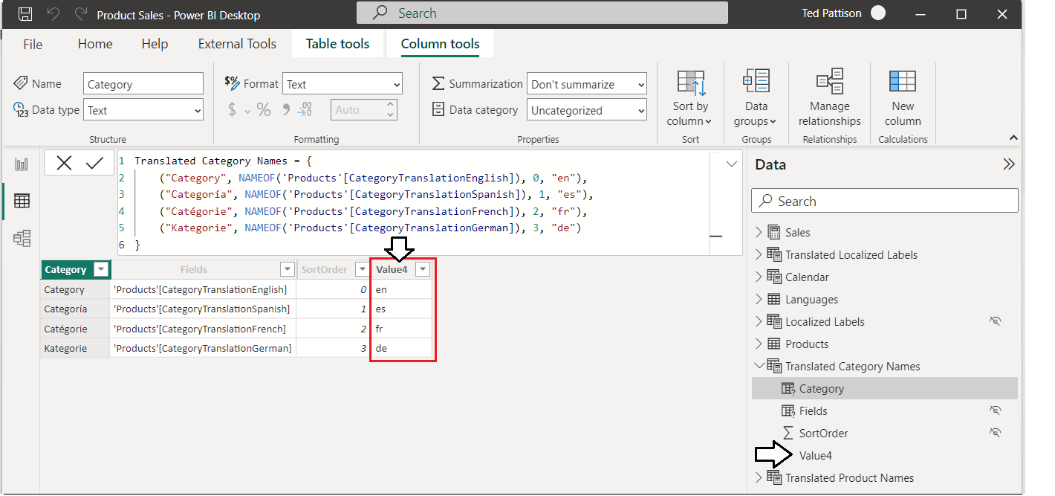 Product Sales - Power BI Desktop
Search
Ted Pattison
File Home Help External Tools Table tools Column tools
Name Category
Data type Text
Structure
$% Format Text
$ % Auto
Formatting
Summarization Don't summarize
Data category Uncategorized
Properties
Sort by
column
Sort
Data
groups
Groups
Manage
relationships
Relationships
New
column
Calculations
1 Translated Category Names = {
2 ("Category", NAMEOF('Products'[CategoryTranslationEnglish]), 0, "en"),
3 ("Categoría", NAMEOF('Products'[CategoryTranslationSpanish]), 1, "es"),
4 ("Catégorie", NAMEOF('Products'[CategoryTranslationFrench]), 2, "fr"),
5 ("Kategorie", NAMEOF('Products'[CategoryTranslationGerman]), 3, "de")
6 }
Category Fields SortOrder Value4
Category 'Products'[CategoryTranslationEnglish] 0 en
Categoría 'Products'[CategoryTranslationSpanish] 1 es
Catégorie 'Products'[CategoryTranslationFrench] 2 fr
Kategorie 'Products'[CategoryTranslationGerman] 3 de
Data
Search
Sales
Translated Localized Labels
Calendar
Languages
Localized Labels
Products
Translated Category Names
Category
Fields
SortOrder
Value4
Translated Product Names